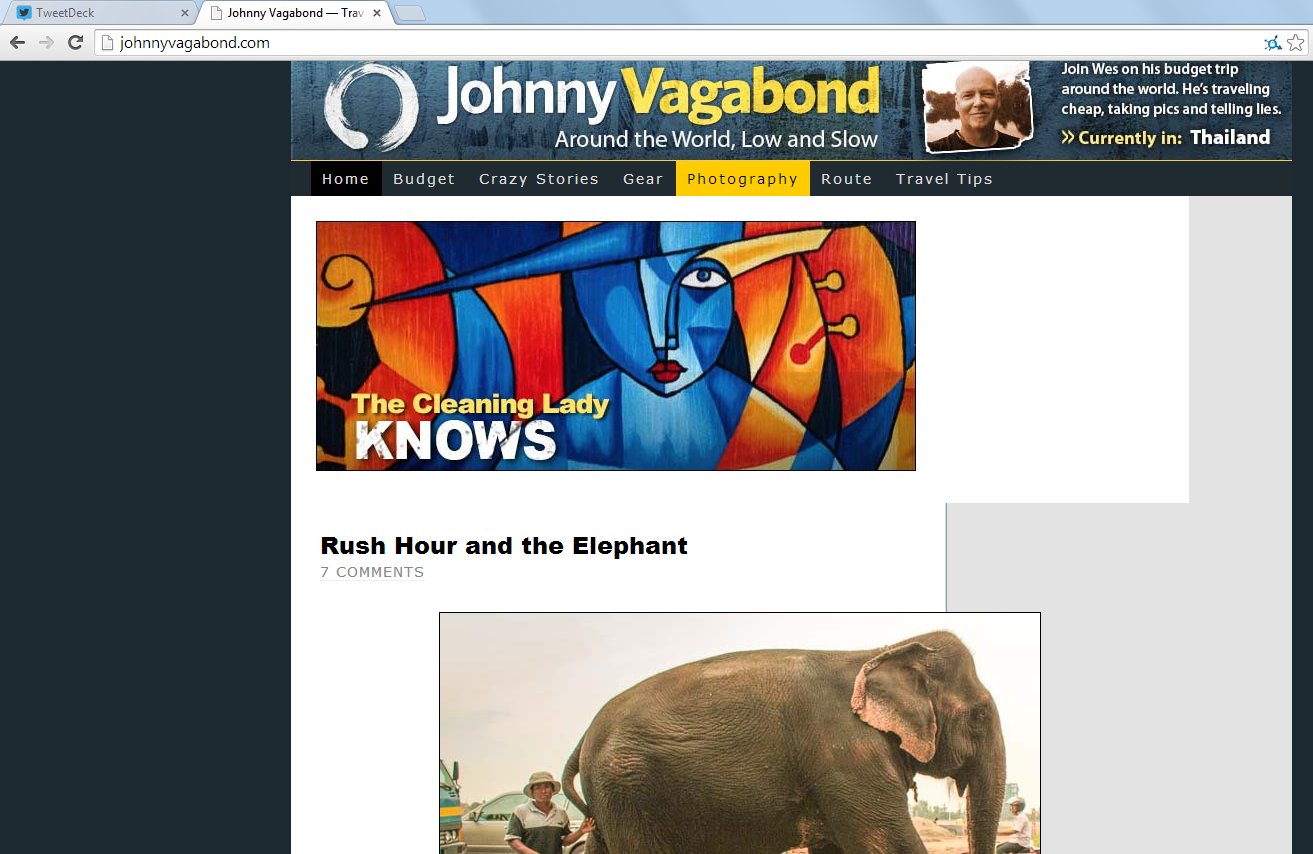 TweetDeck
Johnny Vagabond — Trav
johnnyvagabond.com
Johnny Vagabond
Around the World, Low and Slow
Join Wes on his budget trip
around the world. He's traveling
cheap, taking pics and telling lies.
» Currently in: Thailand
Home Budget Crazy Stories Gear Photography Route Travel Tips
The Cleaning Lady
KNOWS
Rush Hour and the Elephant
7 COMMENTS